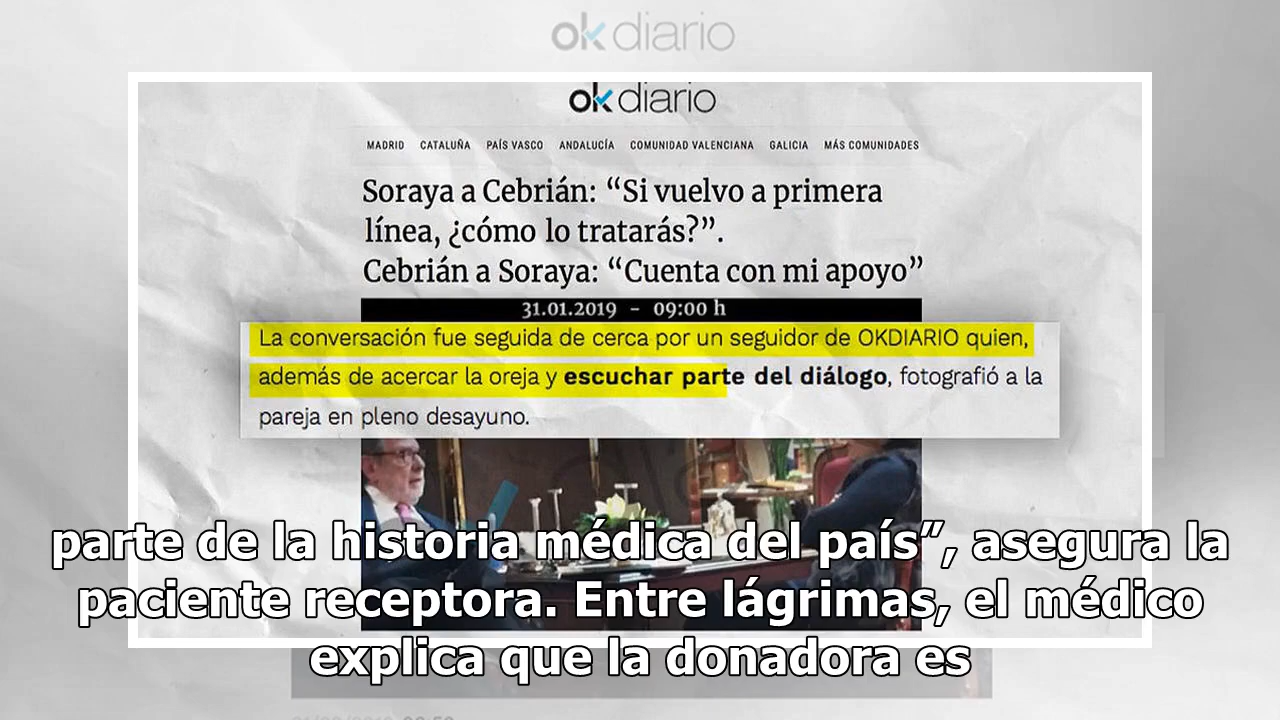 ok diario
ok diario
MADRID CATALUÑA PAÍS VASCO ANDALUCÍA COMUNIDAD VALENCIANA GALICIA MÁS COMUNIDADES
Soraya a Cebrián: “Si vuelvo a primera
línea, ¿cómo lo tratarás?”.
Cebrián a Soraya: “Cuenta con mi apoyo”
31.01.2019 - 09:00 h
La conversación fue seguida de cerca por un seguidor de OKDIARIO quien,
además de acercar la oreja y escuchar parte del diálogo, fotografió a la
pareja en pleno desayuno.
parte de la historia médica del país”, asegura la
paciente receptora. Entre lágrimas, el médico
explica que la donadora es